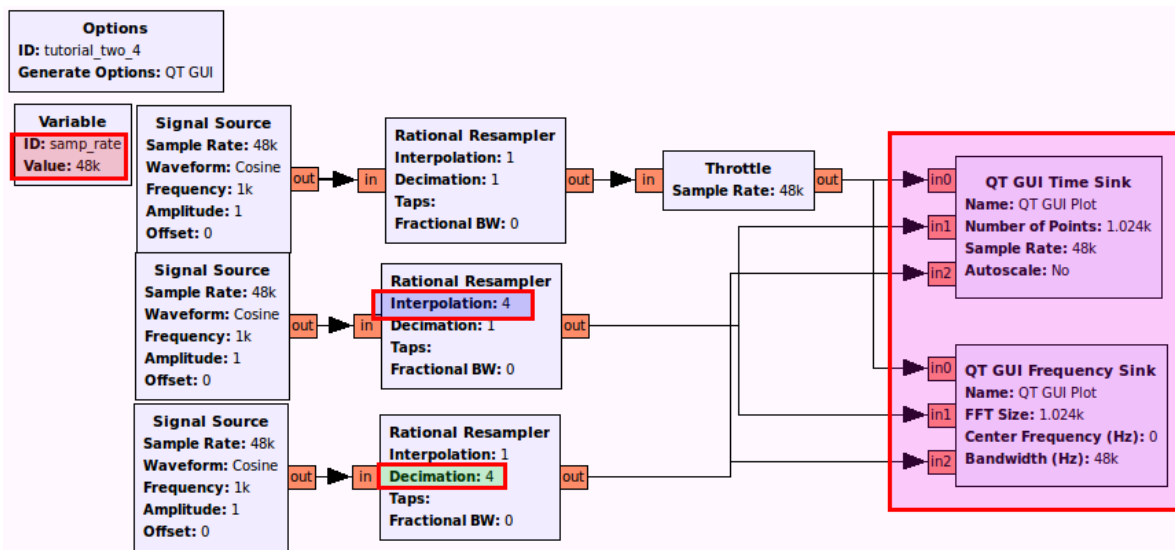 Options
ID: tutorial_two_4
Generate Options: QT GUI
Variable
ID: samp_rate
Value: 48k
Signal Source
Sample Rate: 48k
Waveform: Cosine
Frequency: 1k
Amplitude: 1
Offset: 0
out
in
Rational Resampler
Interpolation: 1
Decimation: 1
Taps:
Fractional BW: 0
out
in
Throttle
Sample Rate: 48k
out
in0
in1
in2
QT GUI Time Sink
Name: QT GUI Plot
Number of Points: 1.024k
Sample Rate: 48k
Autoscale: No
Signal Source
Sample Rate: 48k
Waveform: Cosine
Frequency: 1k
Amplitude: 1
Offset: 0
out
in
Rational Resampler
Interpolation: 4
Decimation: 1
Taps:
Fractional BW: 0
out
in0
in1
in2
QT GUI Frequency Sink
Name: QT GUI Plot
FFT Size: 1.024k
Center Frequency (Hz): 0
Bandwidth (Hz): 48k
Signal Source
Sample Rate: 48k
Waveform: Cosine
Frequency: 1k
Amplitude: 1
Offset: 0
out
in
Rational Resampler
Interpolation: 1
Decimation: 4
Taps:
Fractional BW: 0
out